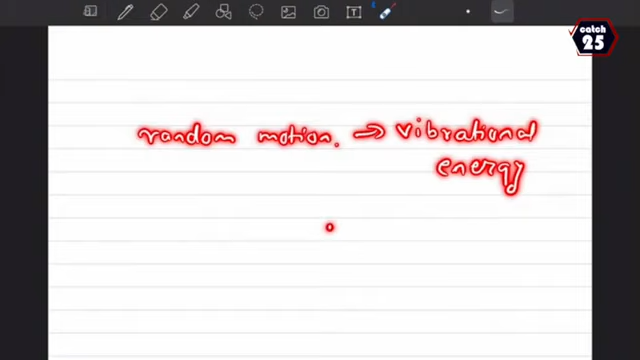 catch
25
random motion. → vibrational
energy